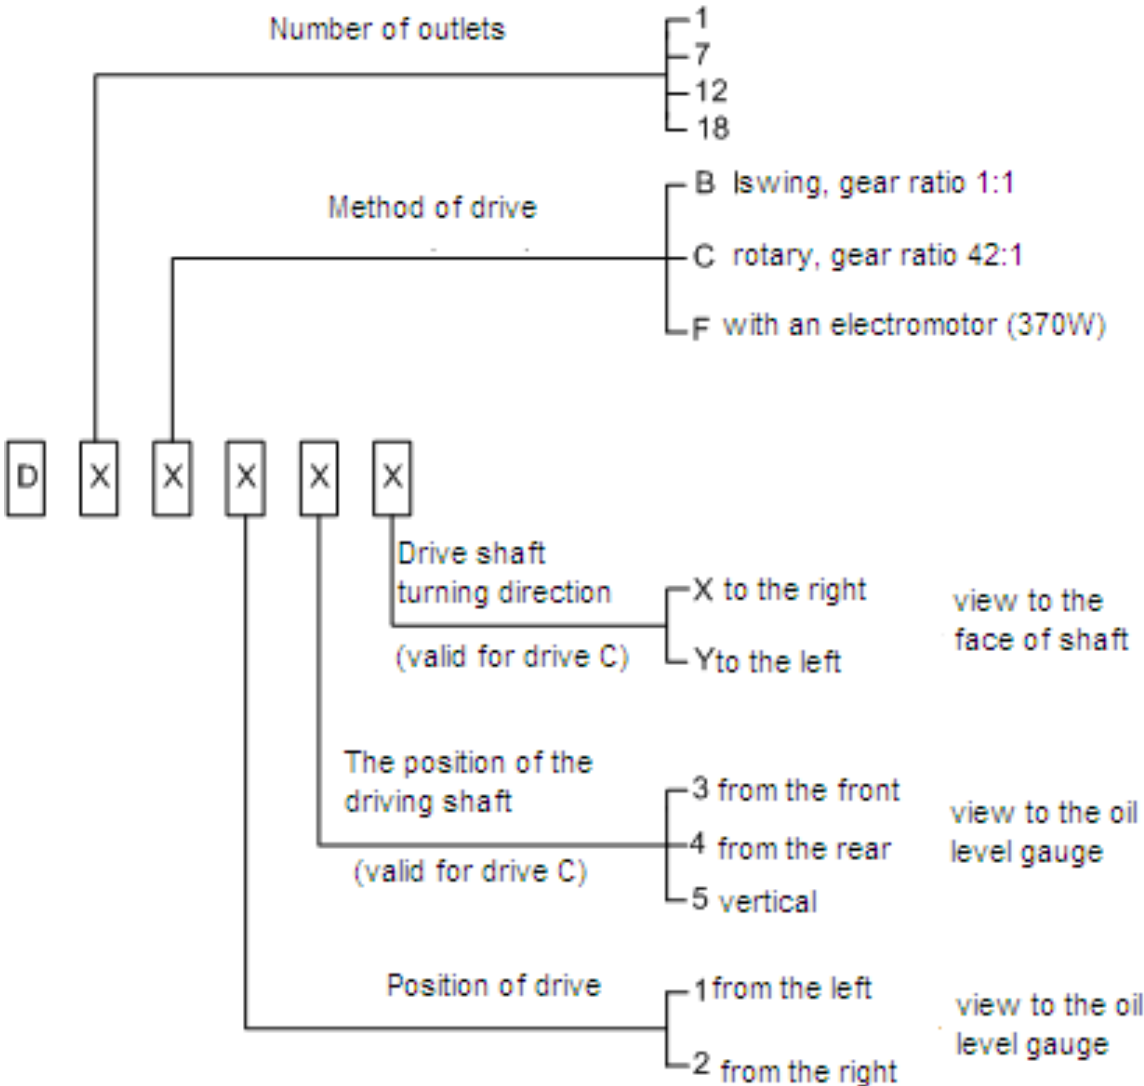 Number of outlets
1
7
12
18
Method of drive
B Iswing, gear ratio 1:1
C rotary, gear ratio 42:1
F with an electromotor (370W)
D X X X X X
Drive shaft
turning direction
(valid for drive C)
X to the right
Y to the left
view to the
face of shaft
The position of the
driving shaft
(valid for drive C)
3 from the front
4 from the rear
5 vertical
view to the oil
level gauge
Position of drive
1 from the left
2 from the right
view to the oil
level gauge